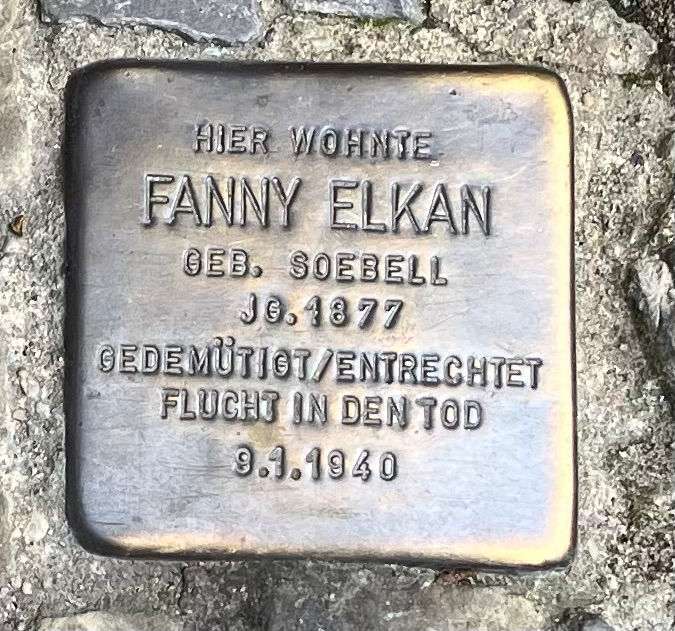 HIER WOHNTE
FANNY ELKAN
GEB. SOEBELL
JG. 1877
GEDEMÜTIGT/ENTRECHTET
FLUCHT IN DEN TOD
9.1.1940